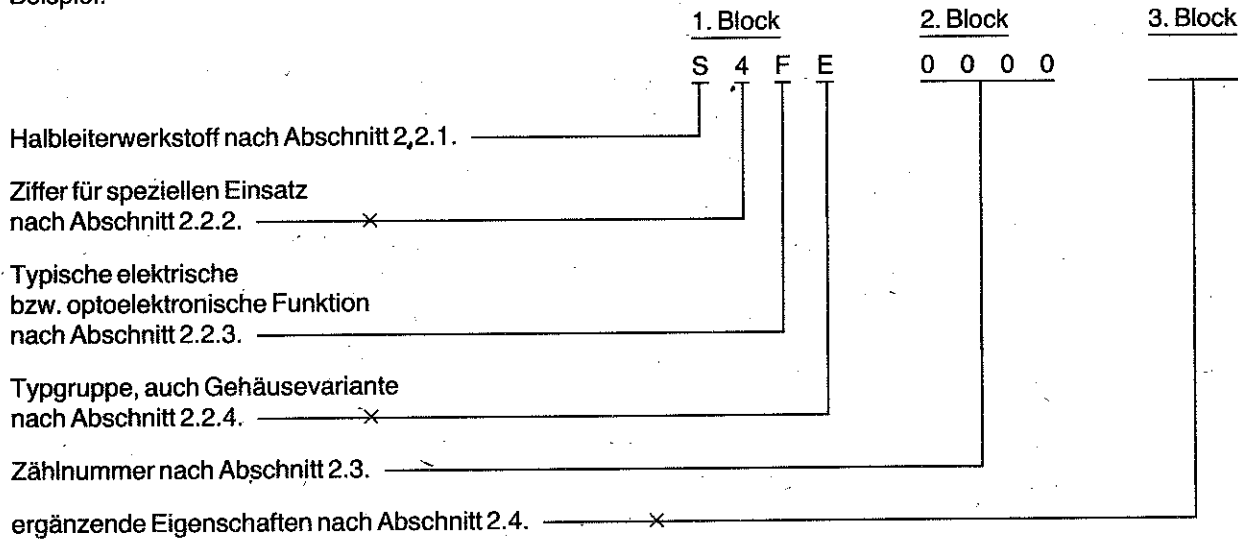 Beispiel:
1. Block 2. Block 3. Block
S 4 F E 0 0 0 0
Halbleiterwerkstoff nach Abschnitt 2.2.1.
Ziffer für speziellen Einsatz
nach Abschnitt 2.2.2.
Typische elektrische
bzw. optoelektronische Funktion
nach Abschnitt 2.2.3.
Typgruppe, auch Gehäusevariante
nach Abschnitt 2.2.4.
Zählnummer nach Abschnitt 2.3.
ergänzende Eigenschaften nach Abschnitt 2.4.